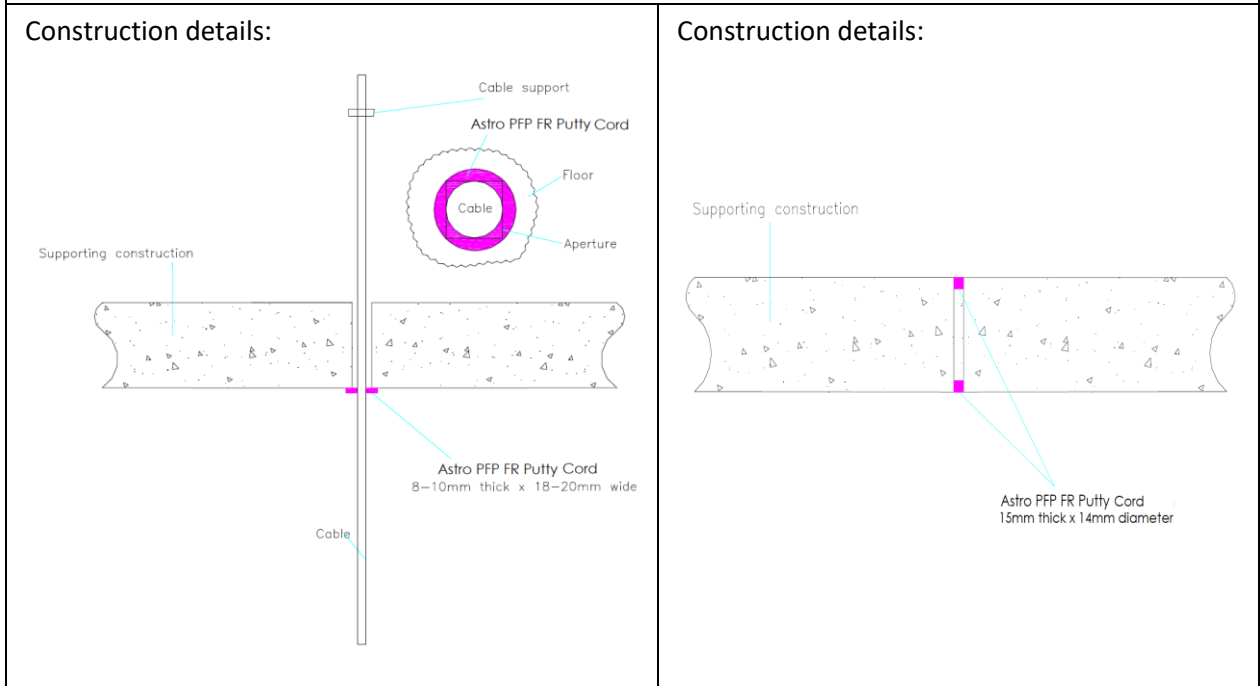 Construction details:
Cable support
Astro PFP FR Putty Cord
Floor
Cable
Aperture
Supporting construction
Astro PFP FR Putty Cord
8-10mm thick x 18-20mm wide
Cable
Construction details:
Supporting construction
Astro PFP FR Putty Cord
15mm thick x 14mm diameter